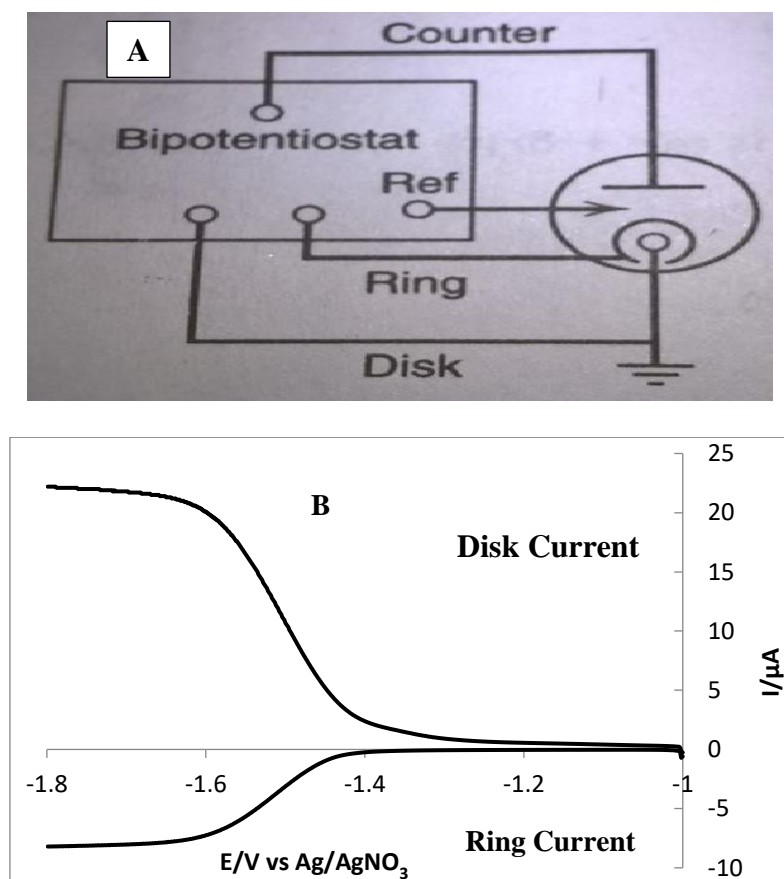 A
Counter
Bipotentiostat
Ref
Ring
Disk
B
Disk Current
25
20
15
10
5
0
-5
-10
I/µA
-1.8
-1.6
-1.4
-1.2
-1
E/V vs Ag/AgNO₃
Ring Current